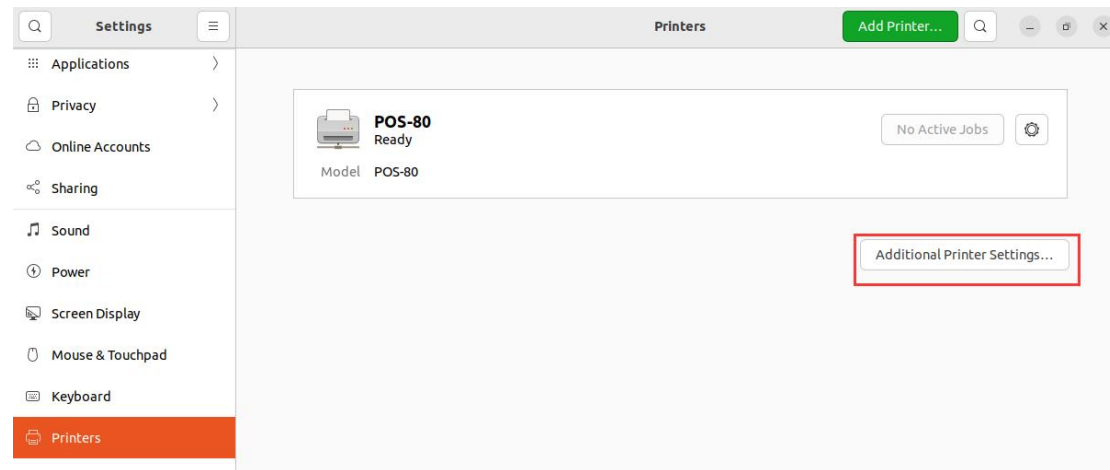 Settings
Printers
Add Printer...
Applications
Privacy
Online Accounts
Sharing
Sound
Power
Screen Display
Mouse & Touchpad
Keyboard
Printers
POS-80
Ready
No Active Jobs
Model POS-80
Additional Printer Settings...